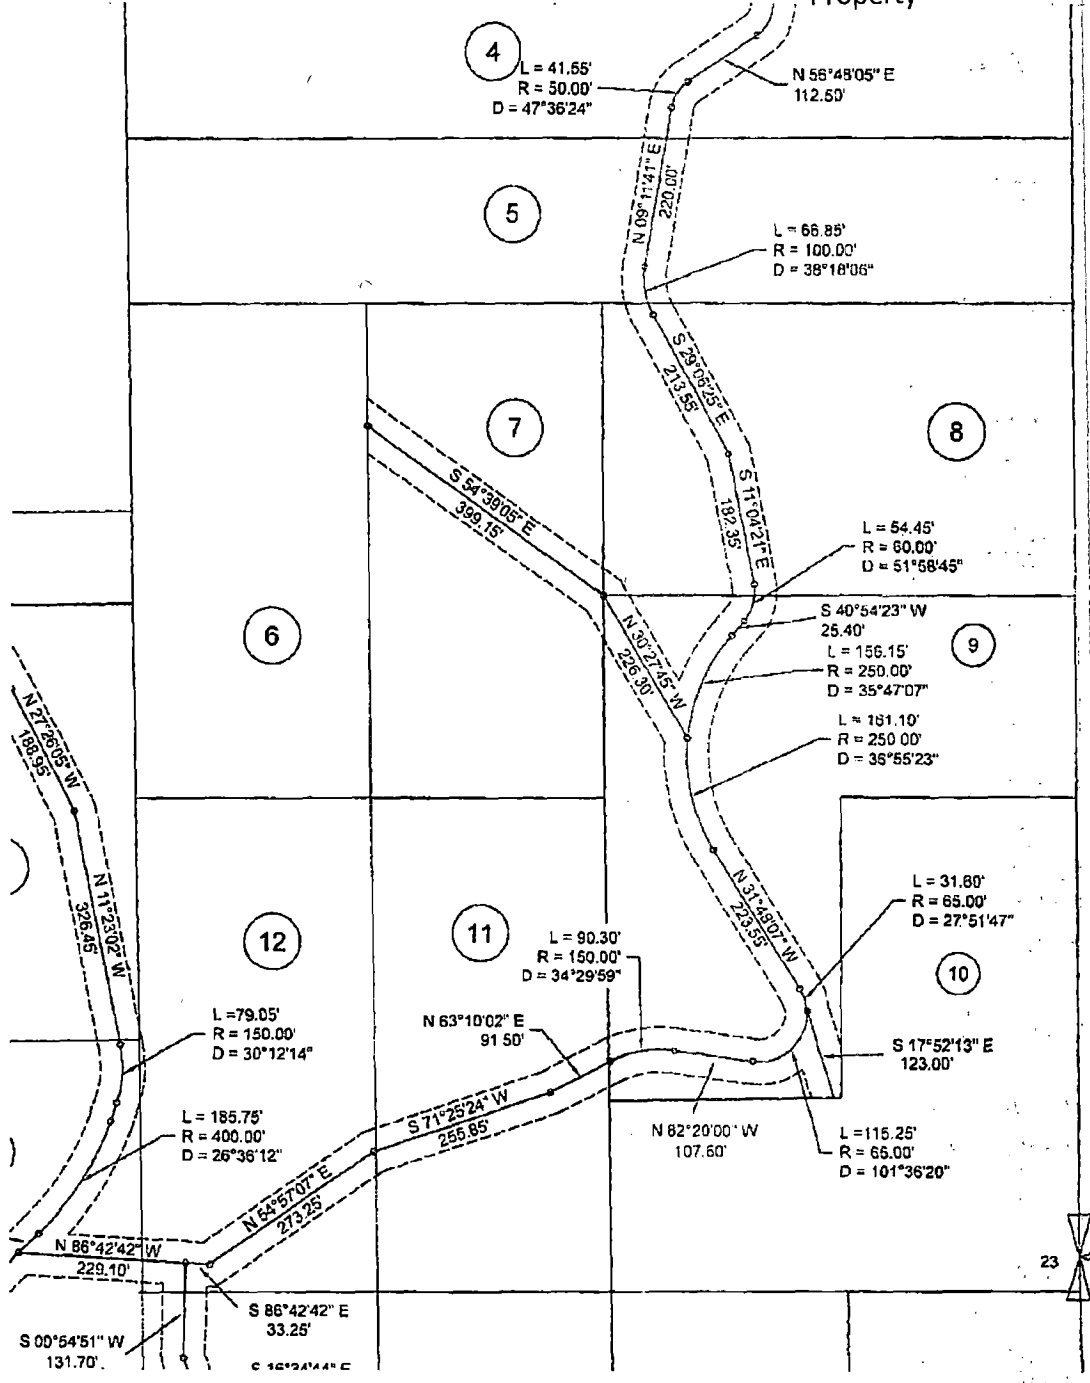 Property
4
L = 41.55'
R = 50.00'
D = 47°36'24"
N 56°48'05" E
112.50'
N 09°11'41" E
220.00'
5
L = 66.85'
R = 100.00'
D = 38°18'06"
S 29°06'25" E
213.55'
7
8
S 54°39'05" E
399.15'
S 11°04'21" E
182.35'
L = 54.45'
R = 60.00'
D = 51°58'45"
S 40°54'23" W
25.40'
6
9
N 30°27'45" W
226.30'
L = 156.15'
R = 250.00'
D = 35°47'07"
L = 161.10'
R = 250.00'
D = 36°55'23"
N 27°26'05" W
188.95'
N 31°49'07" W
223.55'
L = 31.60'
R = 65.00'
D = 27°51'47"
N 11°23'02" W
326.45'
12
11
L = 90.30'
R = 150.00'
D = 34°29'59"
10
L =79.05'
R = 150.00'
D = 30°12'14"
N 63°10'02" E
91.50'
S 17°52'13" E
123.00'
L = 185.75'
R = 400.00'
D = 26°36'12"
S 71°25'24" W
255.85'
N 82°20'00" W
107.60'
L =115.25'
R = 65.00'
D = 101°36'20"
N 54°57'07" E
273.25'
N 86°42'42" W
229.10'
23
S 86°42'42" E
33.25'
S 00°54'51" W
131.70'
S 16°34'44" E